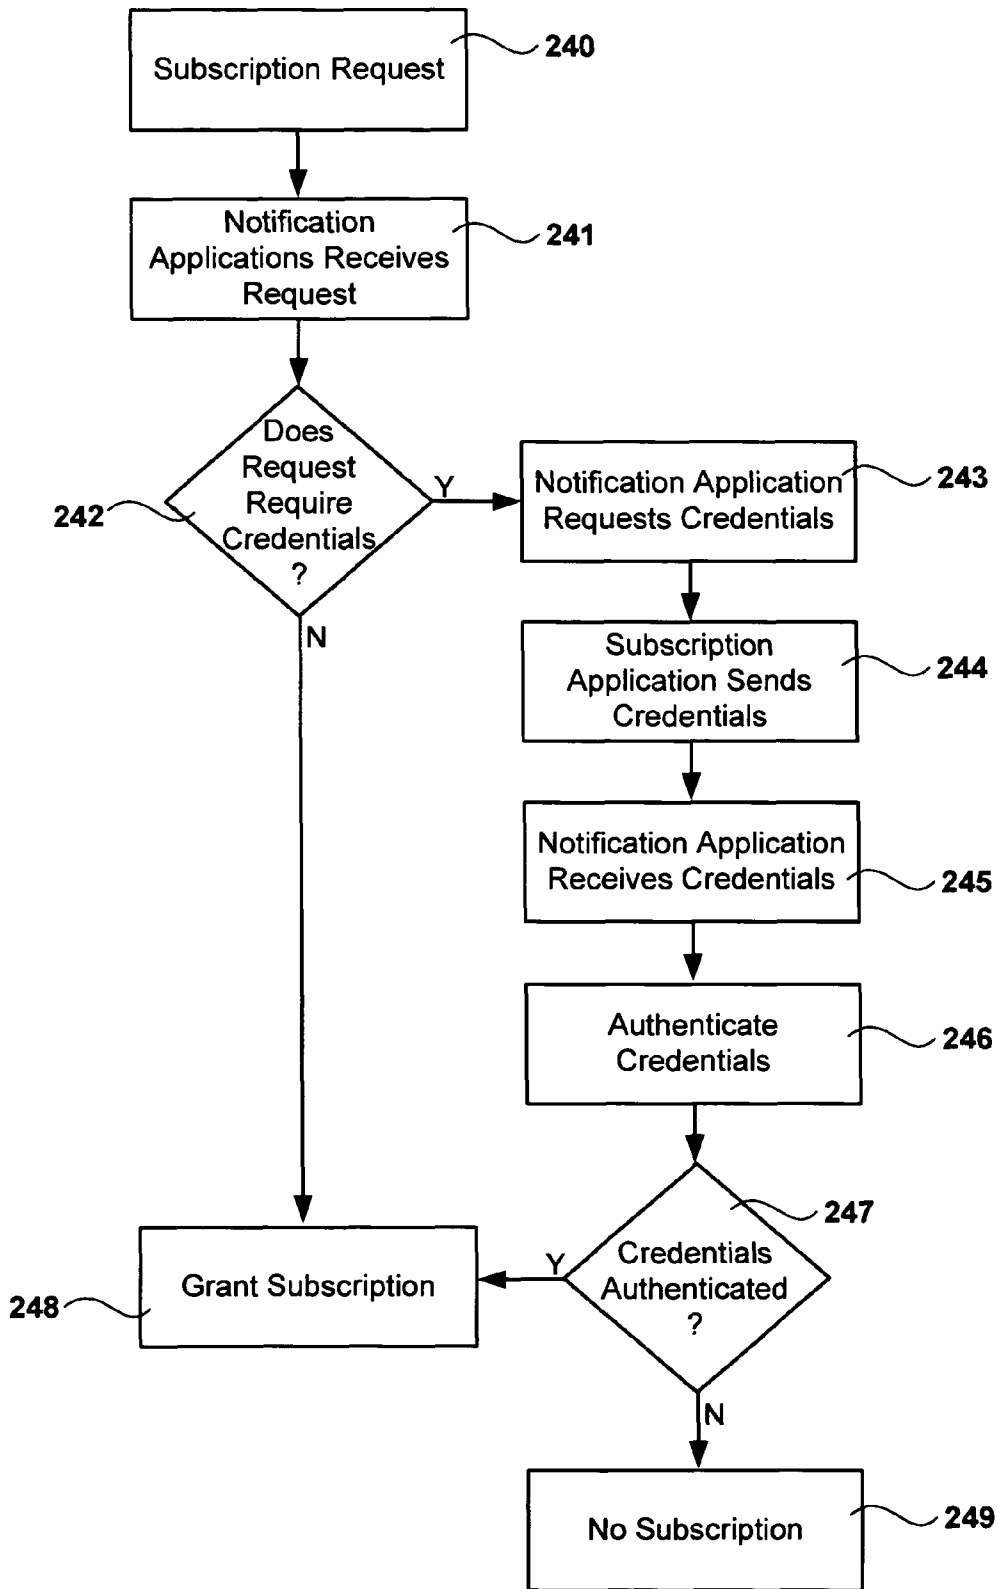 Subscription Request
240
Notification
Applications Receives
Request
241
Does
Request
Require
Credentials
?
242
Y
N
Notification Application
Requests Credentials
243
Subscription
Application Sends
Credentials
244
Notification Application
Receives Credentials
245
Authenticate
Credentials
246
247
Credentials
Authenticated
?
Y
N
Grant Subscription
248
No Subscription
249